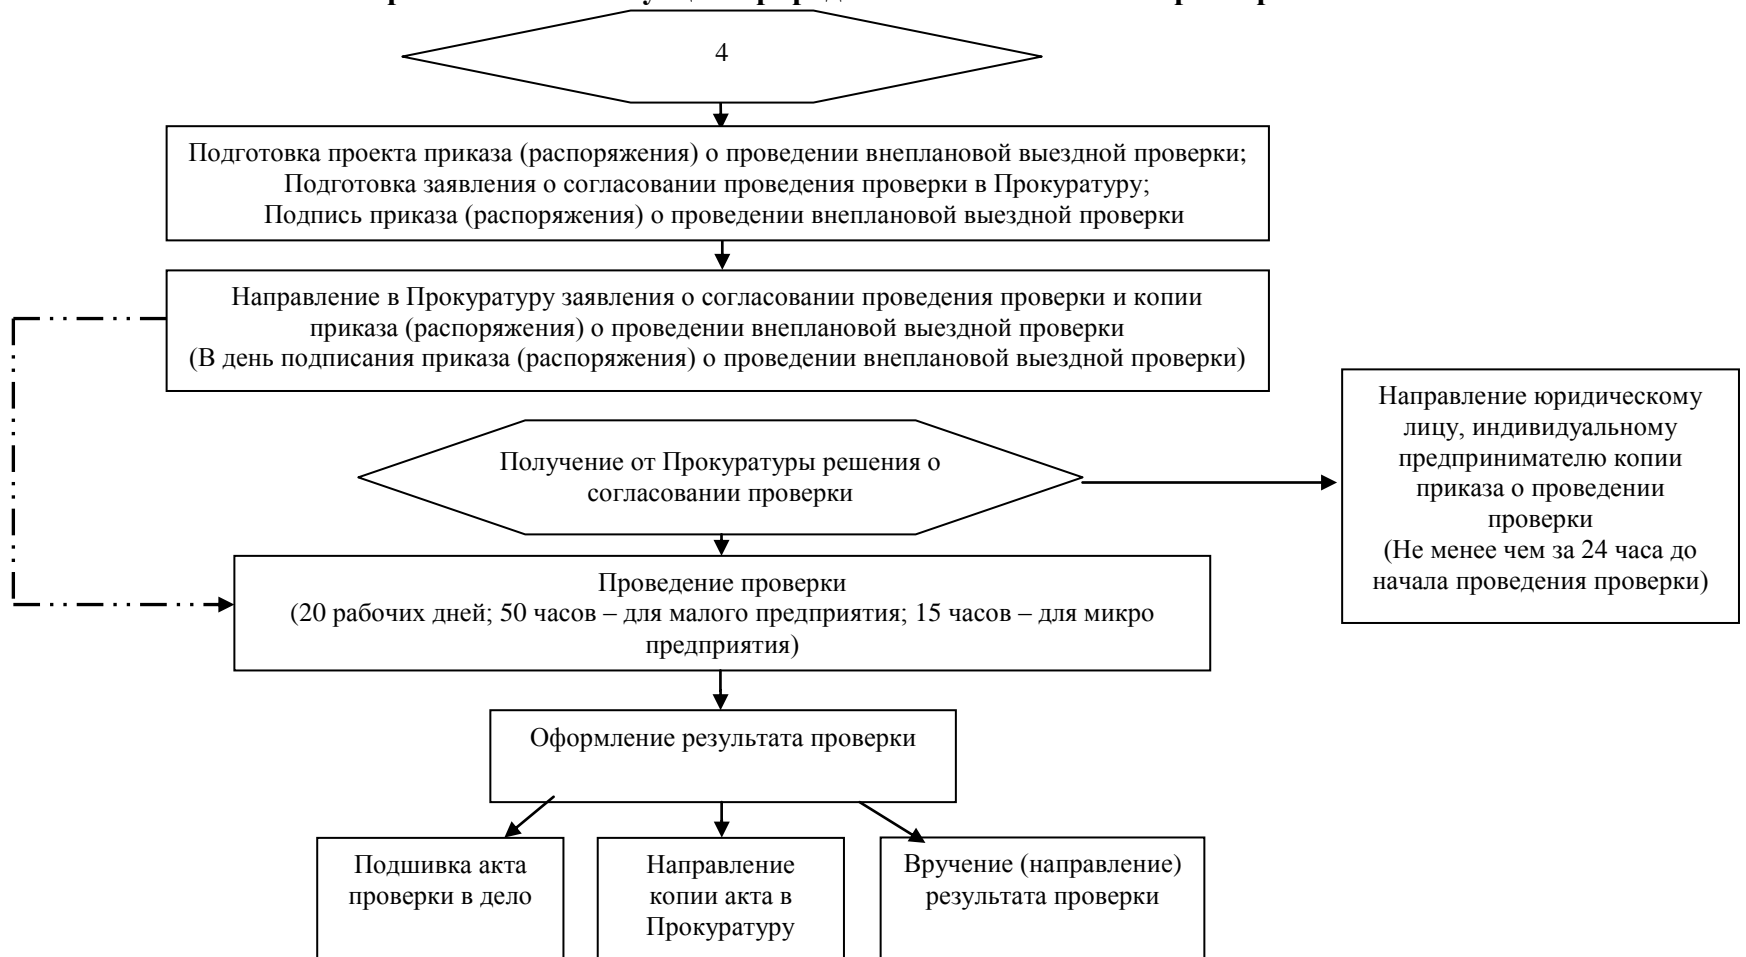 4
Подготовка проекта приказа (распоряжения) о проведении внеплановой выездной проверки;
Подготовка заявления о согласовании проведения проверки в Прокуратуру;
Подпись приказа (распоряжения) о проведении внеплановой выездной проверки
Направление в Прокуратуру заявления о согласовании проведения проверки и копии
приказа (распоряжения) о проведении внеплановой выездной проверки
(В день подписания приказа (распоряжения) о проведении внеплановой выездной проверки)
Направление юридическому
лицу, индивидуальному
предпринимателю копии
приказа о проведении
проверки
(Не менее чем за 24 часа до
начала проведения проверки)
Получение от Прокуратуры решения о
согласовании проверки
Проведение проверки
(20 рабочих дней; 50 часов – для малого предприятия; 15 часов – для микро
предприятия)
Оформление результата проверки
Подшивка акта
проверки в дело
Направление
копии акта в
Прокуратуру
Вручение (направление)
результата проверки